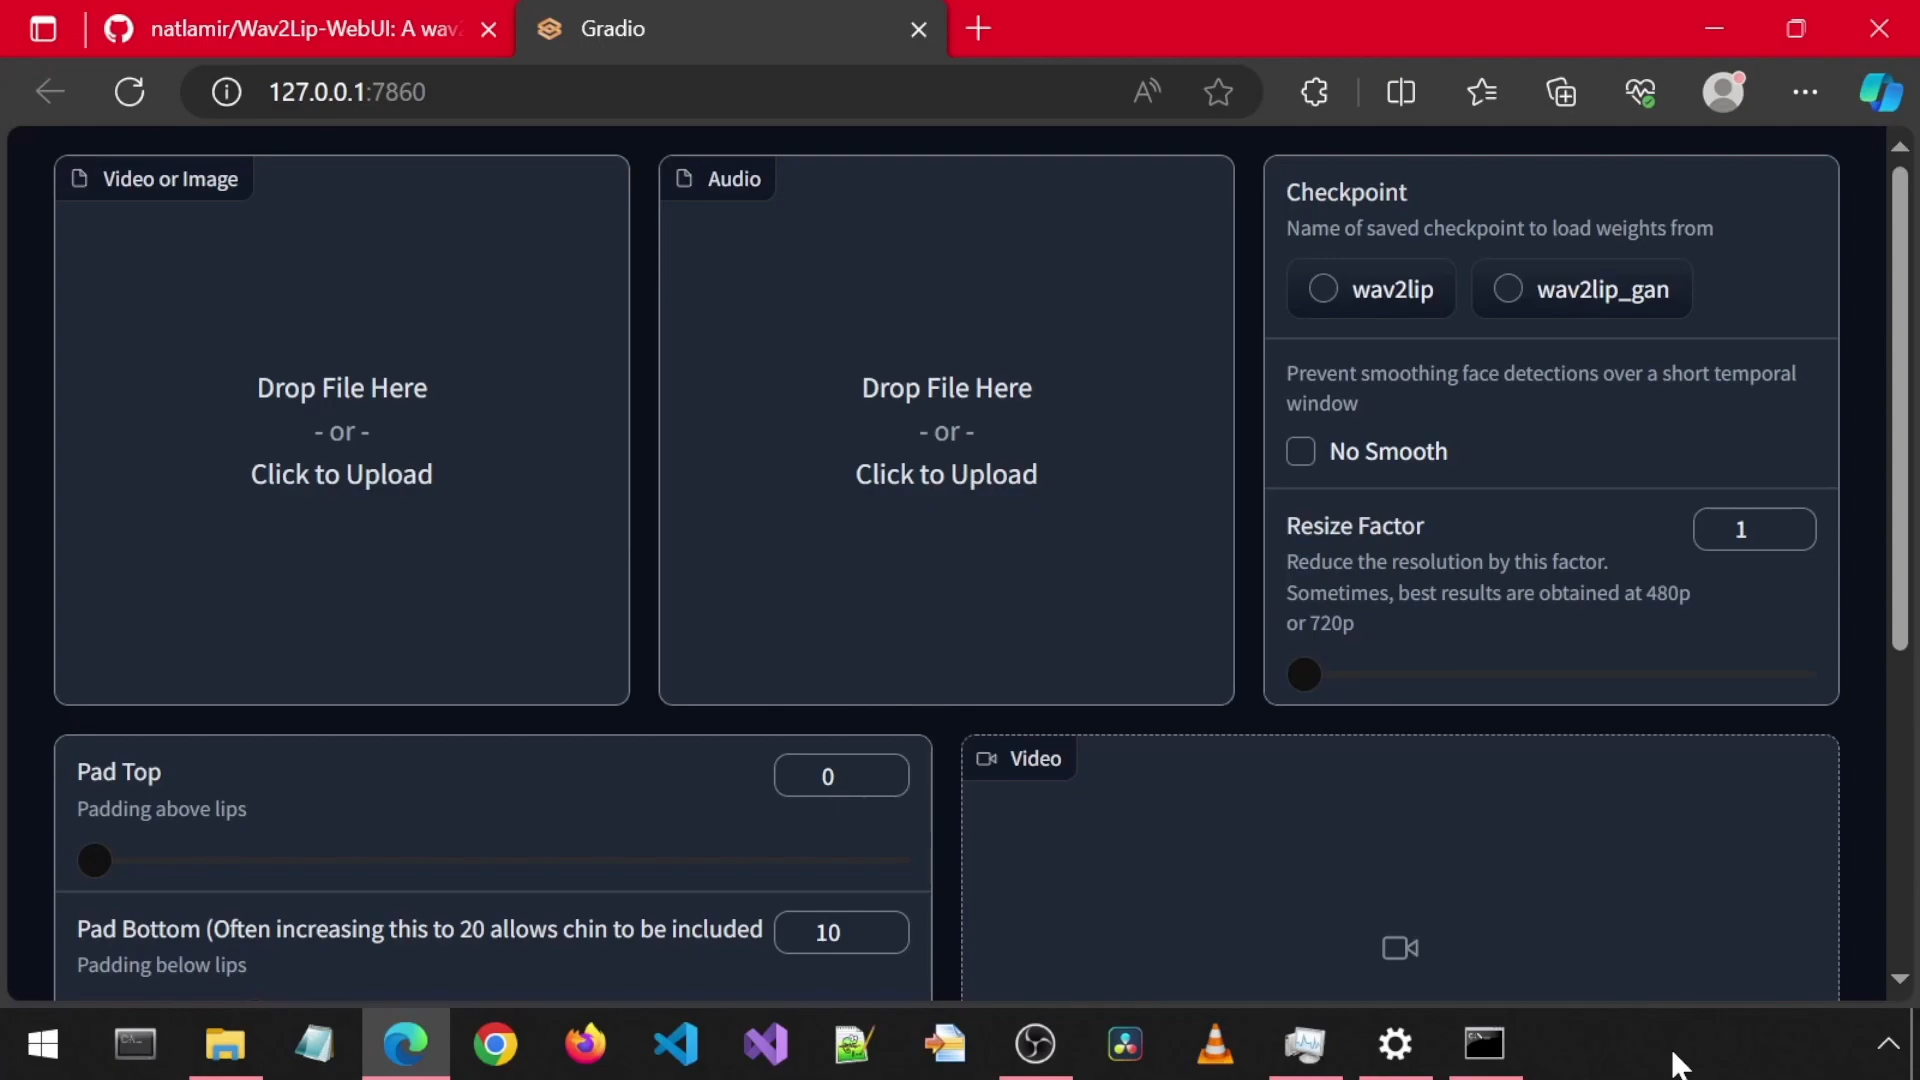 natlamir/Wav2Lip-WebUI: A wav2
Gradio
127.0.0.1:7860
Video or Image
Drop File Here
- or -
Click to Upload
Audio
Drop File Here
- or -
Click to Upload
Checkpoint
Name of saved checkpoint to load weights from
wav2lip
wav2lip_gan
Prevent smoothing face detections over a short temporal
window
No Smooth
Resize Factor
1
Reduce the resolution by this factor.
Sometimes, best results are obtained at 480p
or 720p
Pad Top
0
Padding above lips
Pad Bottom (Often increasing this to 20 allows chin to be included
10
Padding below lips
Video